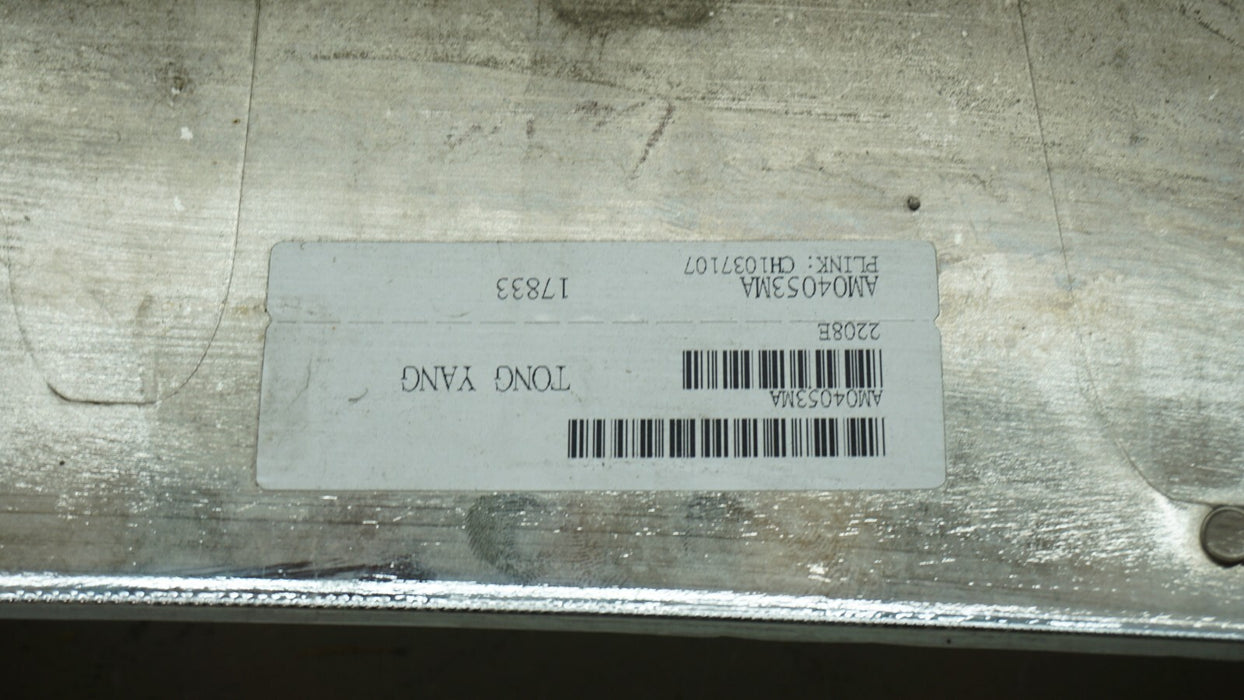 AM04053MA
TONG YANG
2208E
AM04053MA 17833
PLINK: CH1037107